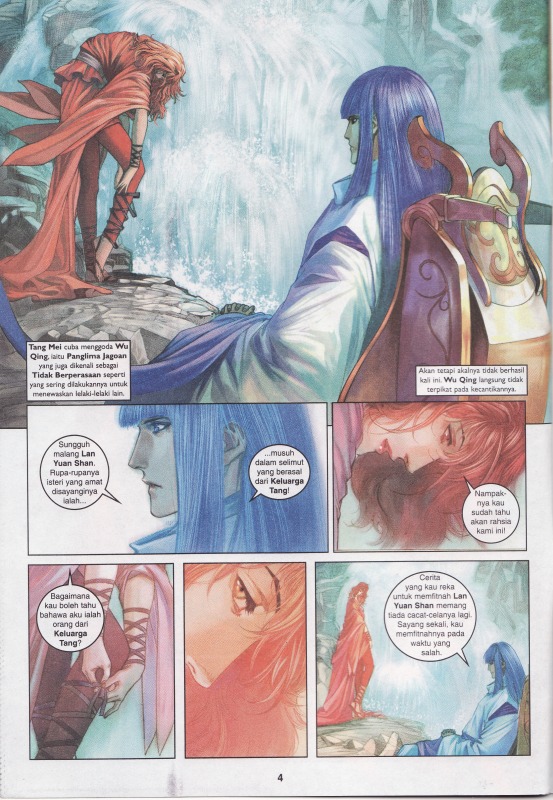 Tang Mei cuba menggoda Wu
Qing, iaitu Panglima Jagoan
yang juga dikenali sebagai
Tidak Berperasaan seperti
yang sering dilakukannya untuk
menewaskan lelaki-lelaki lain.
Akan tetapi akalnya tidak berhasil
kali ini. Wu Qing langsung tidak
terpikat pada kecantikannya.
Sungguh
malang Lan
Yuan Shan.
Rupa-rupanya
isteri yang amat
disayanginya
ialah...
...musuh
dalam selimut
yang berasal
dari Keluarga
Tang!
Nampak-
nya kau
sudah tahu
akan rahsia
kami ini!
Bagaimana
kau boleh tahu
bahawa aku ialah
orang dari
Keluarga
Tang?
Cerita
yang kau reka
untuk memfitnah Lan
Yuan Shan memang
tiada cacat-celanya lagi.
Sayang sekali, kau
memfitnahnya pada
waktu yang
salah.
4